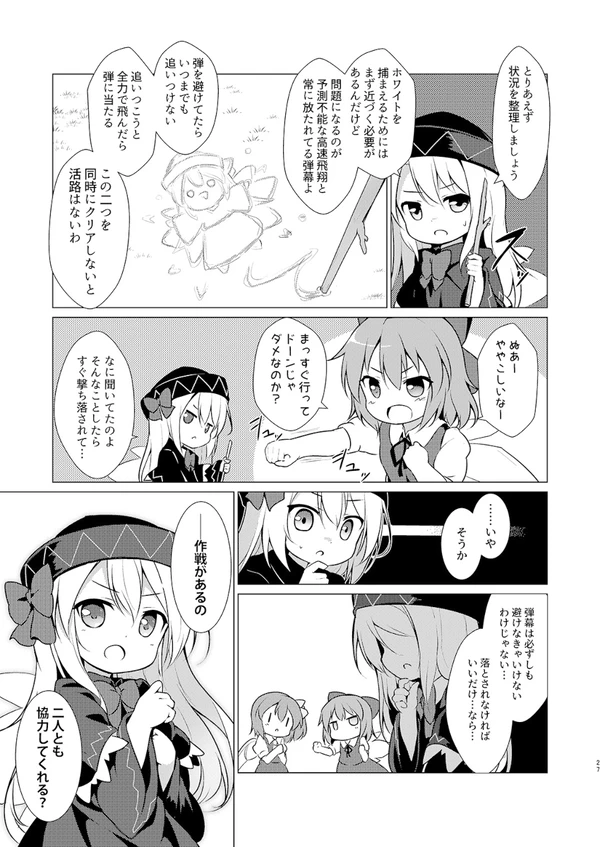 とりあえず
状況を整理しましょう
ホワイトを
捕まえるためには
まず近づく必要が
あるんだけど
問題になるのが
予測不能な高速飛翔と
常に放たれてる弾幕よ
弾を避けてたら
いつまでも
追いつけない
追いつこうと
全力で飛んだら
弾に当たる
この二つを
同時にクリアしないと
活路はないわ
ぬあー
ややこしいなー
まっすぐ行って
ドーンじゃ
ダメなのか?
なに聞いてたのよ
そんなことしたら
すぐ撃ち落されて…
……いや
そうか
弾幕は必ずしも
避けなきゃいけない
わけじゃない…
落とされなければ
いいだけ…なら…
──作戦があるの
二人とも
協力してくれる?
27